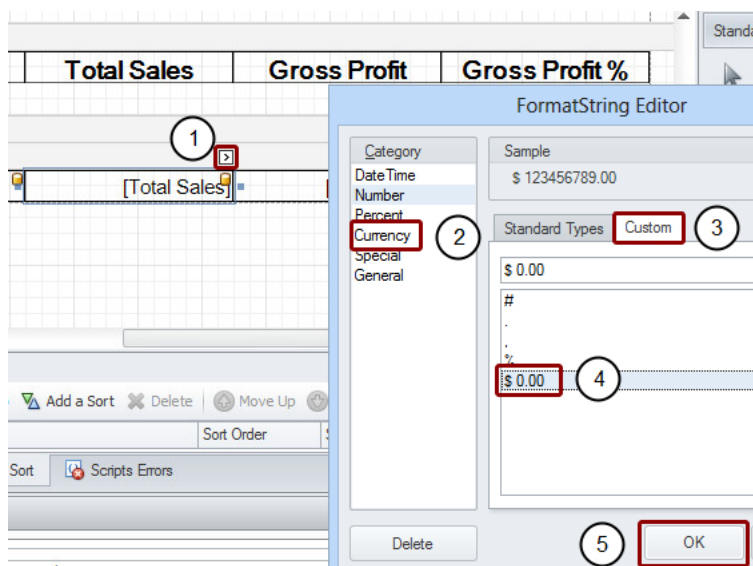 Standa
Total Sales Gross Profit Gross Profit %
FormatString Editor
1
>
Category
Sample
DateTime
$ 123456789.00
Number
[Total Sales]
Percent
Currency
2
Standard Types Custom
3
Special
General
$ 0.00
#
.
,
%
$ 0.00
4
Add a Sort Delete Move Up
Sort Order
Sort Scripts Errors
Delete
5
OK